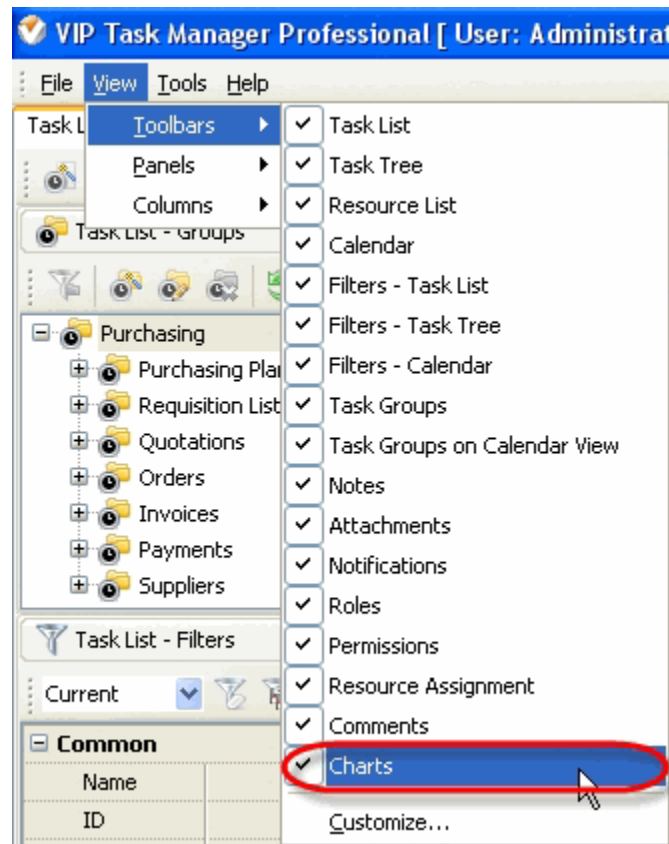 VIP Task Manager Professional [ User: Administrat
File View Tools Help
Task L
Toolbars
Panels
Columns
Task List
Task Tree
Resource List
Calendar
Filters - Task List
Filters - Task Tree
Filters - Calendar
Task Groups
Task Groups on Calendar View
Notes
Attachments
Notifications
Roles
Permissions
Resource Assignment
Comments
Charts
Customize...
Task List - Groups
Purchasing
Purchasing Plan
Requisition List
Quotations
Orders
Invoices
Payments
Suppliers
Task List - Filters
Current
Common
Name
ID